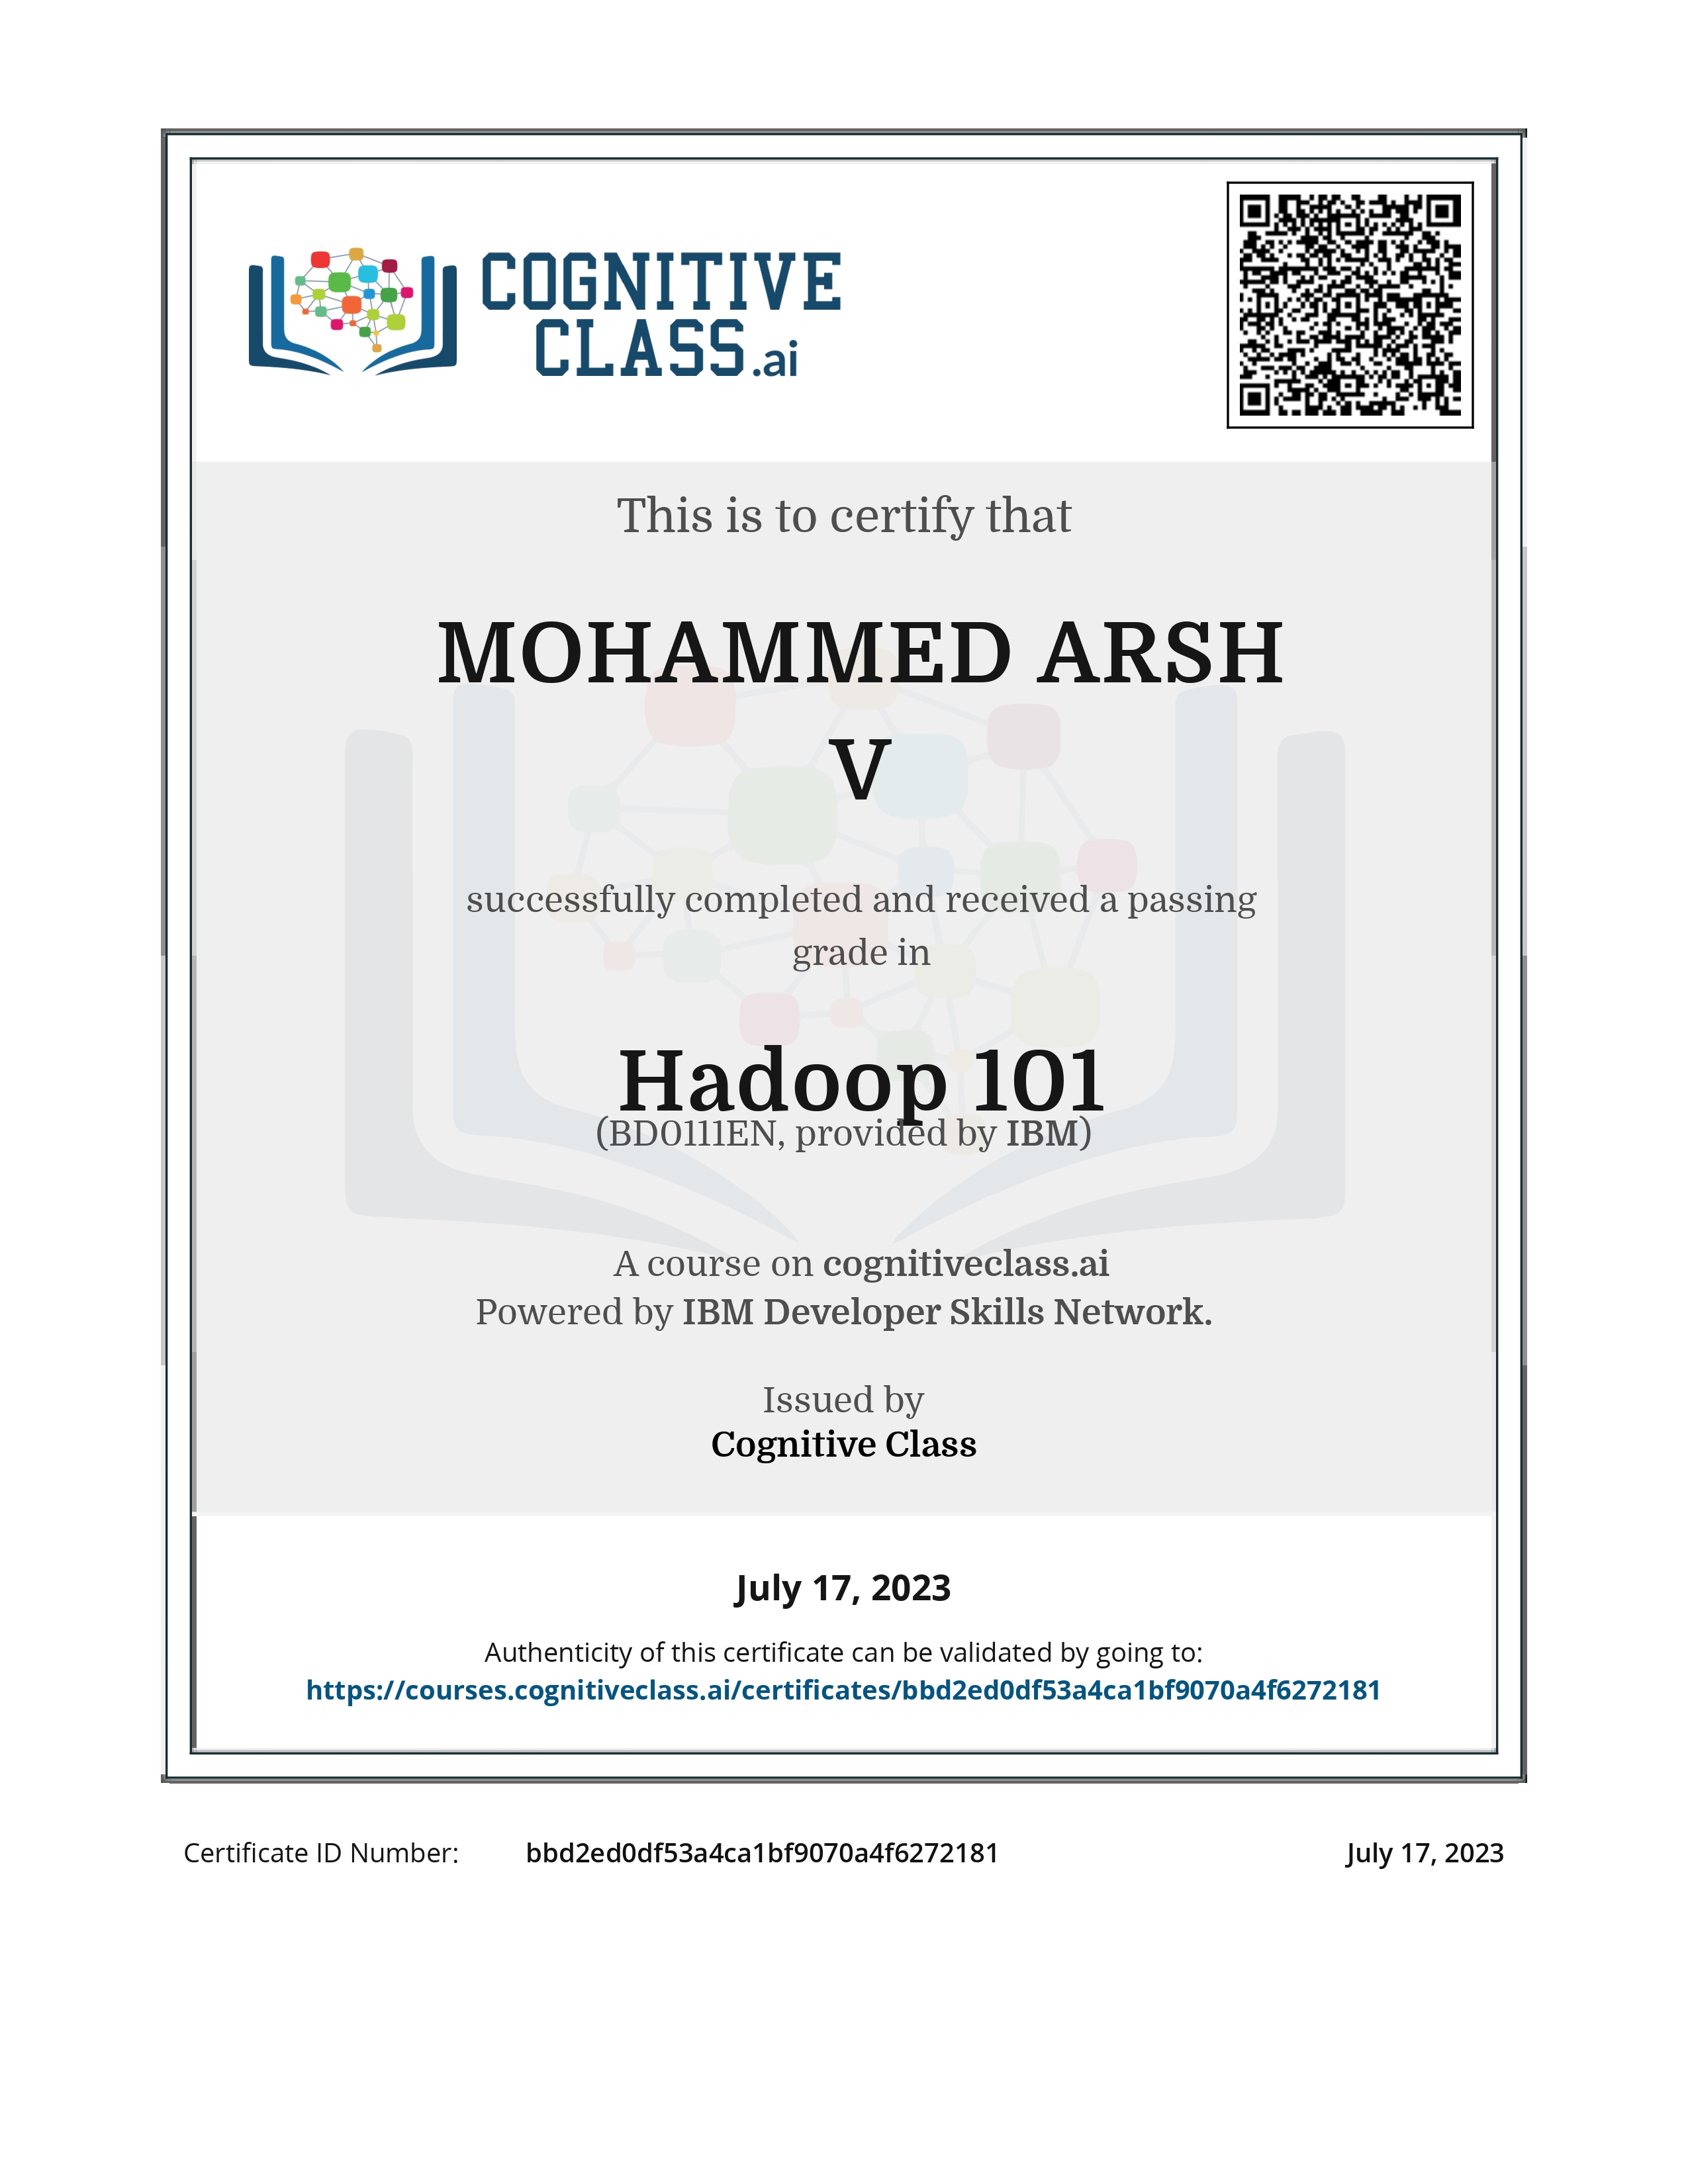 COGNITIVE
CLASS.ai
This is to certify that
MOHAMMED ARSH
V
successfully completed and received a passing
grade in
Hadoop 101
(BD0111EN, provided by IBM)
A course on cognitiveclass.ai
Powered by IBM Developer Skills Network.
Issued by
Cognitive Class
July 17, 2023
Authenticity of this certificate can be validated by going to:
https://courses.cognitiveclass.ai/certificates/bbd2ed0df53a4ca1bf9070a4f6272181
Certificate ID Number: bbd2ed0df53a4ca1bf9070a4f6272181 July 17, 2023